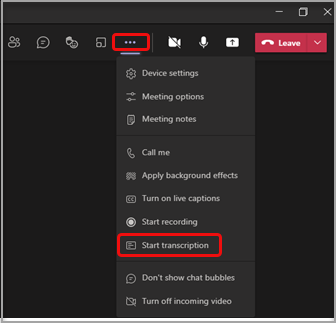 Leave
Device settings
Meeting options
Meeting notes
Call me
Apply background effects
CC Turn on live captions
Start recording
Start transcription
Don't show chat bubbles
Turn off incoming video